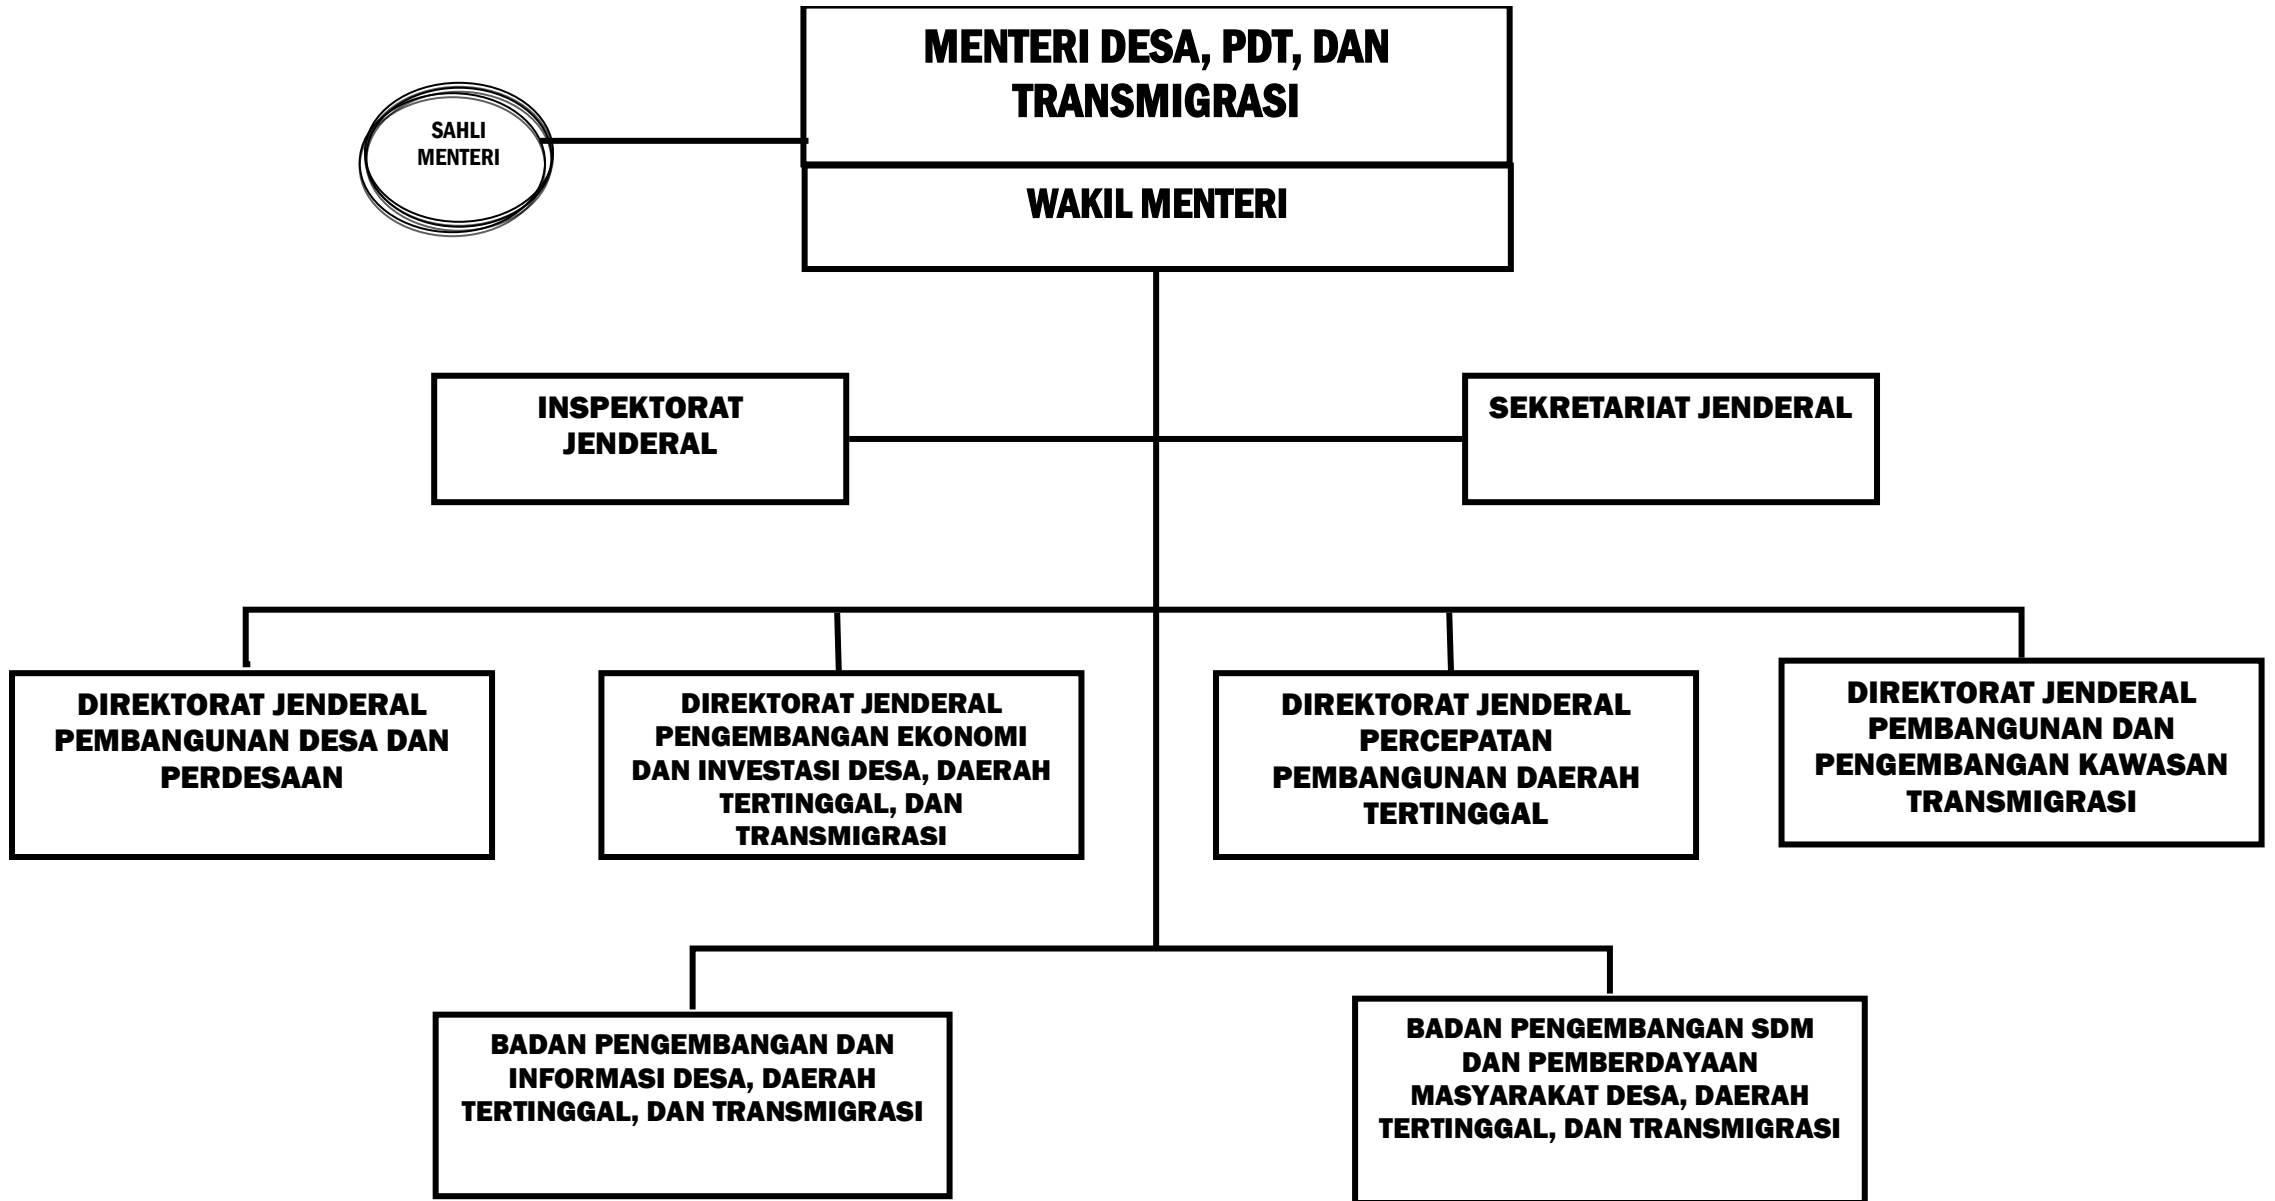 MENTERI DESA, PDT, DAN
TRANSMIGRASI
SAHLI
MENTERI
WAKIL MENTERI
INSPEKTORAT
JENDERAL
SEKRETARIAT JENDERAL
DIREKTORAT JENDERAL
PEMBANGUNAN DESA DAN
PERDESAAN
DIREKTORAT JENDERAL
PENGEMBANGAN EKONOMI
DAN INVESTASI DESA, DAERAH
TERTINGGAL, DAN
TRANSMIGRASI
DIREKTORAT JENDERAL
PERCEPATAN
PEMBANGUNAN DAERAH
TERTINGGAL
DIREKTORAT JENDERAL
PEMBANGUNAN DAN
PENGEMBANGAN KAWASAN
TRANSMIGRASI
BADAN PENGEMBANGAN DAN
INFORMASI DESA, DAERAH
TERTINGGAL, DAN TRANSMIGRASI
BADAN PENGEMBANGAN SDM
DAN PEMBERDAYAAN
MASYARAKAT DESA, DAERAH
TERTINGGAL, DAN TRANSMIGRASI